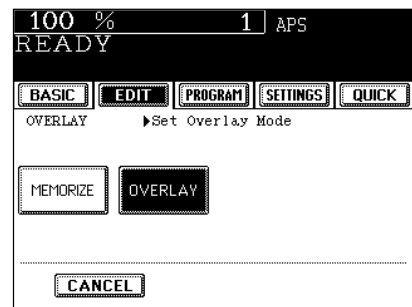 100 % 1 APS
READY
BASIC EDIT PROGRAM SETTINGS QUICK
OVERLAY ▶Set Overlay Mode
MEMORIZE OVERLAY
CANCEL